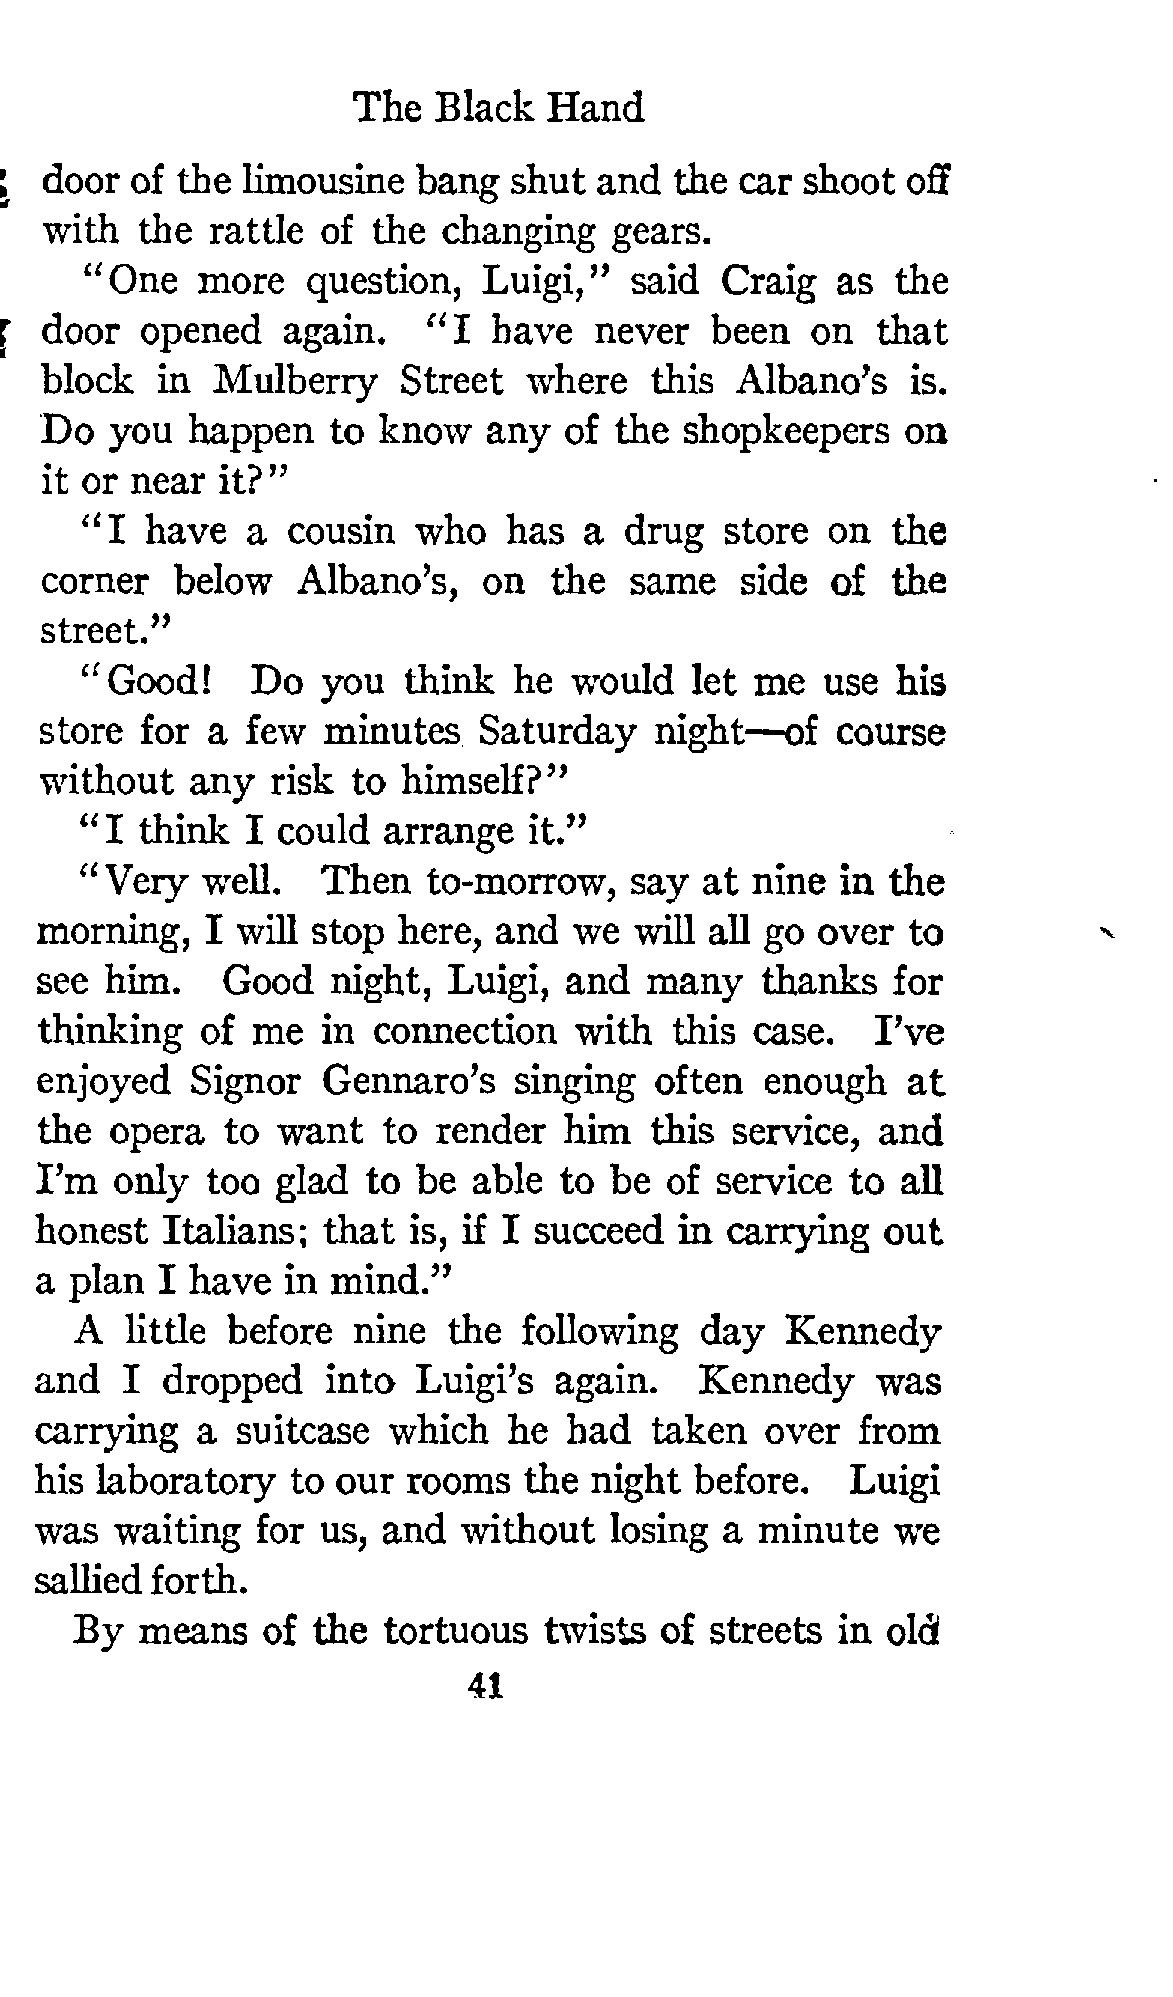 The Black Hand
door of the limousine bang shut and the car shoot off
with the rattle of the changing gears.
"One more question, Luigi," said Craig as the
door opened again. "I have never been on that
block in Mulberry Street where this Albano's is.
Do you happen to know any of the shopkeepers on
it or near it?"
"I have a cousin who has a drug store on the
corner below Albano's, on the same side of the
street."
"Good! Do you think he would let me use his
store for a few minutes Saturday night—of course
without any risk to himself?"
"I think I could arrange it."
"Very well. Then to-morrow, say at nine in the
morning, I will stop here, and we will all go over to
see him. Good night, Luigi, and many thanks for
thinking of me in connection with this case. I've
enjoyed Signor Gennaro's singing often enough at
the opera to want to render him this service, and
I'm only too glad to be able to be of service to all
honest Italians; that is, if I succeed in carrying out
a plan I have in mind."
A little before nine the following day Kennedy
and I dropped into Luigi's again. Kennedy was
carrying a suitcase which he had taken over from
his laboratory to our rooms the night before. Luigi
was waiting for us, and without losing a minute we
sallied forth.
By means of the tortuous twists of streets in old
41